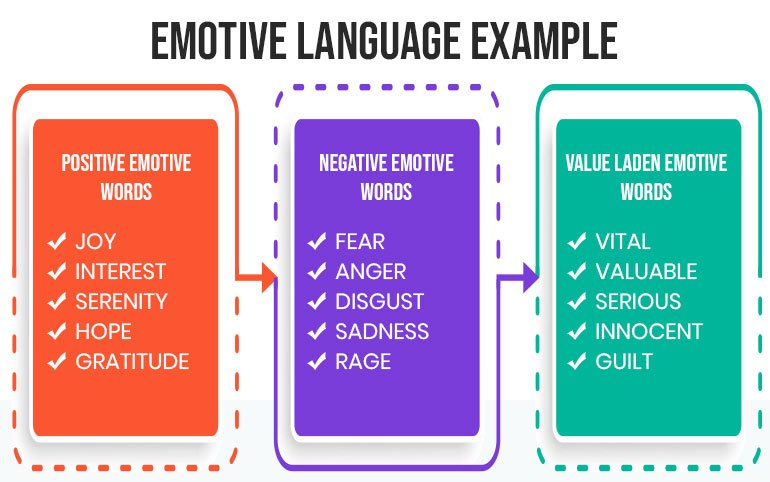 EMOTIVE LANGUAGE EXAMPLE
POSITIVE EMOTIVE
WORDS
JOY
INTEREST
SERENITY
HOPE
GRATITUDE
NEGATIVE EMOTIVE
WORDS
FEAR
ANGER
DISGUST
SADNESS
RAGE
VALUE LADEN EMOTIVE
WORDS
VITAL
VALUABLE
SERIOUS
INNOCENT
GUILT